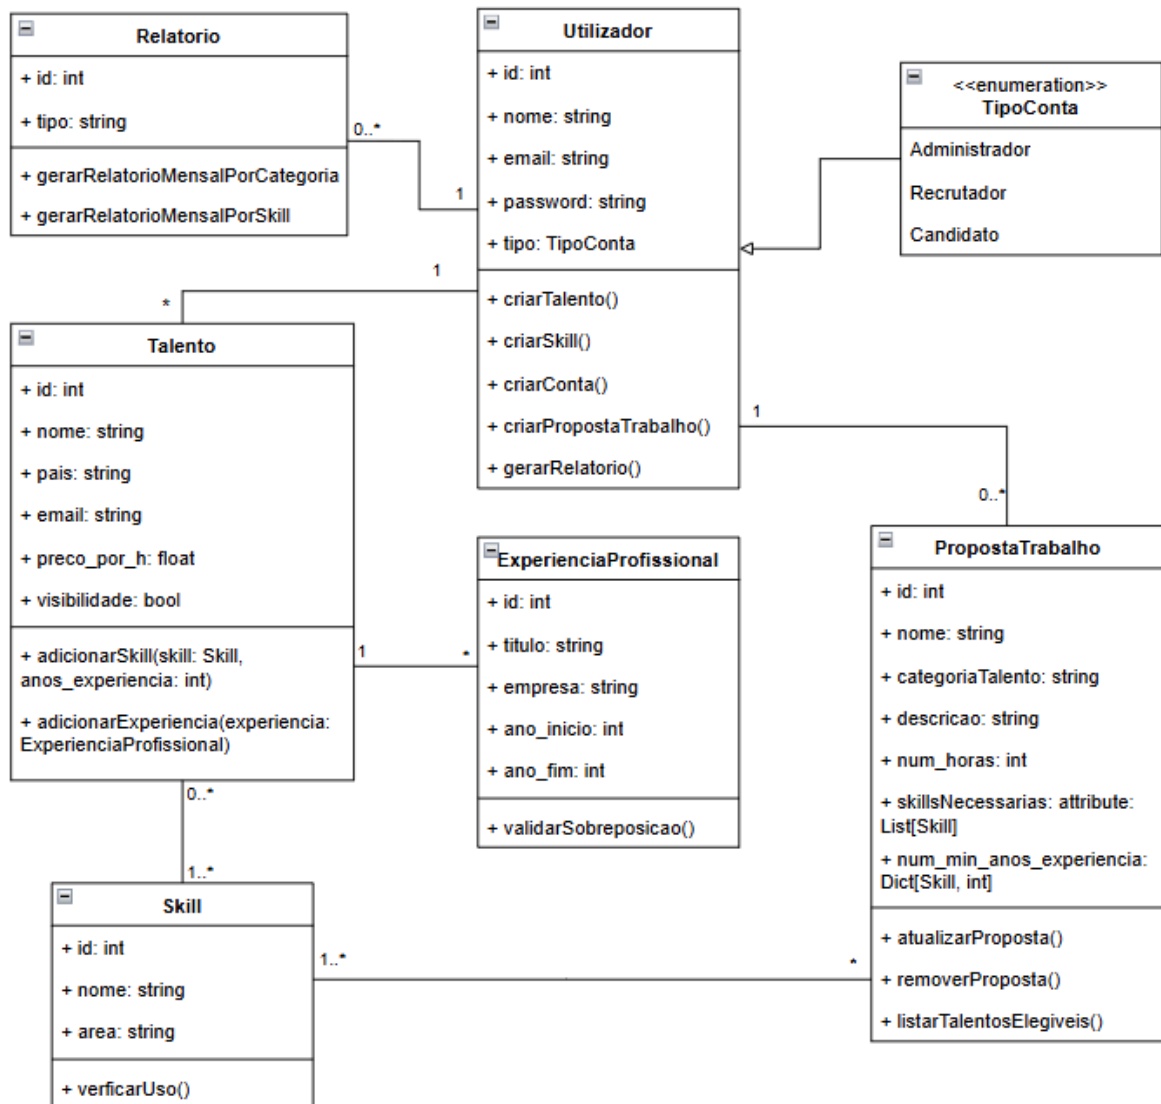 Relatorio
+ id: int
+ tipo: string
+ gerarRelatorioMensalPorCategoria
+ gerarRelatorioMensalPorSkill
0..*
1
Utilizador
+ id: int
+ nome: string
+ email: string
+ password: string
+ tipo: TipoConta
+ criarTalento()
+ criarSkill()
+ criarConta()
+ criarPropostaTrabalho()
+ gerarRelatorio()
<<enumeration>>
TipoConta
Administrador
Recrutador
Candidato
1
*
Talento
+ id: int
+ nome: string
+ pais: string
+ email: string
+ preco_por_h: float
+ visibilidade: bool
+ adicionarSkill(skill: Skill,
anos_experiencia: int)
+ adicionarExperiencia(experiencia:
ExperienciaProfissional)
1
*
ExperienciaProfissional
+ id: int
+ titulo: string
+ empresa: string
+ ano_inicio: int
+ ano_fim: int
+ validarSobreposicao()
1
0..*
PropostaTrabalho
+ id: int
+ nome: string
+ categoriaTalento: string
+ descricao: string
+ num_horas: int
+ skillsNecessarias: attribute:
List[Skill]
+ num_min_anos_experiencia:
Dict[Skill, int]
+ atualizarProposta()
+ removerProposta()
+ listarTalentosElegiveis()
0..*
1..*
Skill
+ id: int
+ nome: string
+ area: string
+ verficarUso()
1..*
*